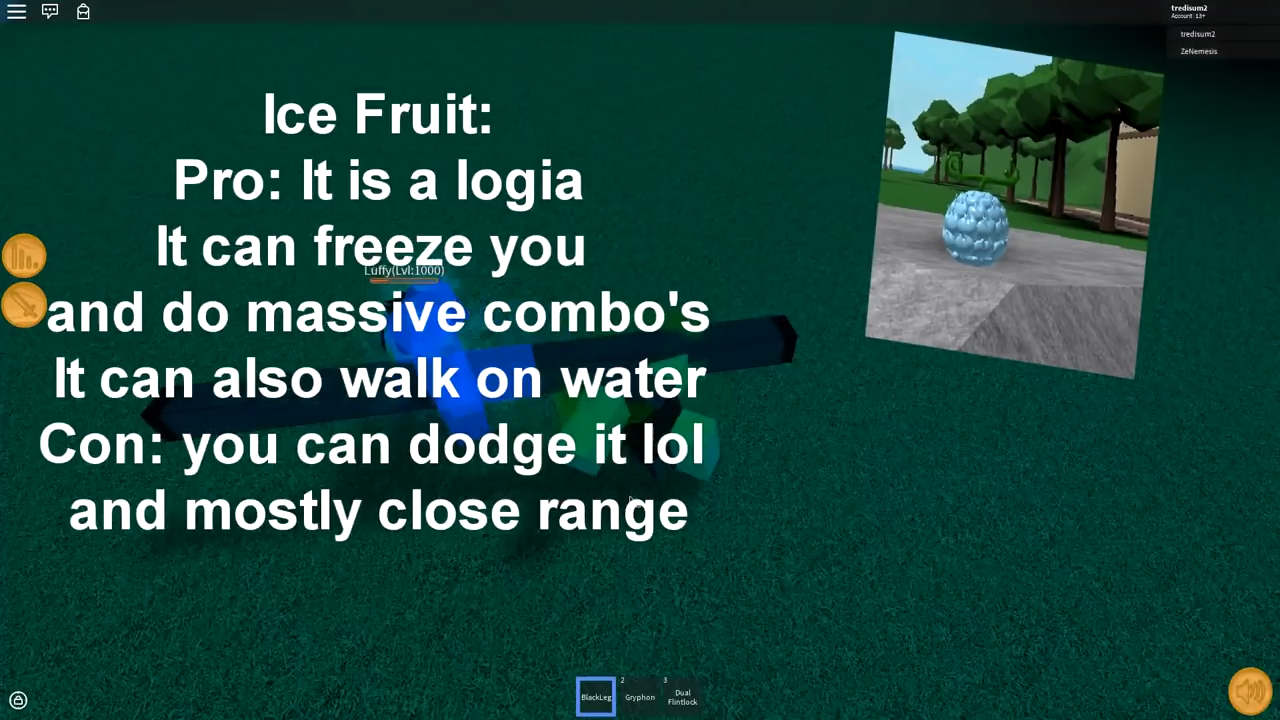 tredisum2
Account: 13+
tredisum2
ZeNemesis
Ice Fruit:
Pro: It is a logia
It can freeze you
Luffy(Lvl:1000)
and do massive combo's
It can also walk on water
Con: you can dodge it lol
and mostly close range
BlackLeg
2
Gryphon
3
Dual
Flintlock